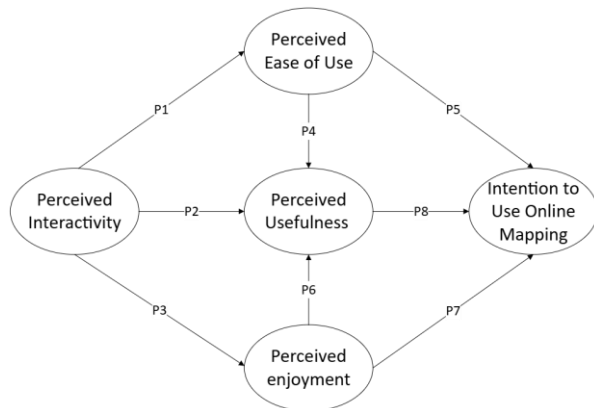 Perceived
Ease of Use
P1
P5
P4
Perceived
Interactivity
P2
Perceived
Usefulness
P8
Intention to
Use Online
Mapping
P6
P3
P7
Perceived
enjoyment